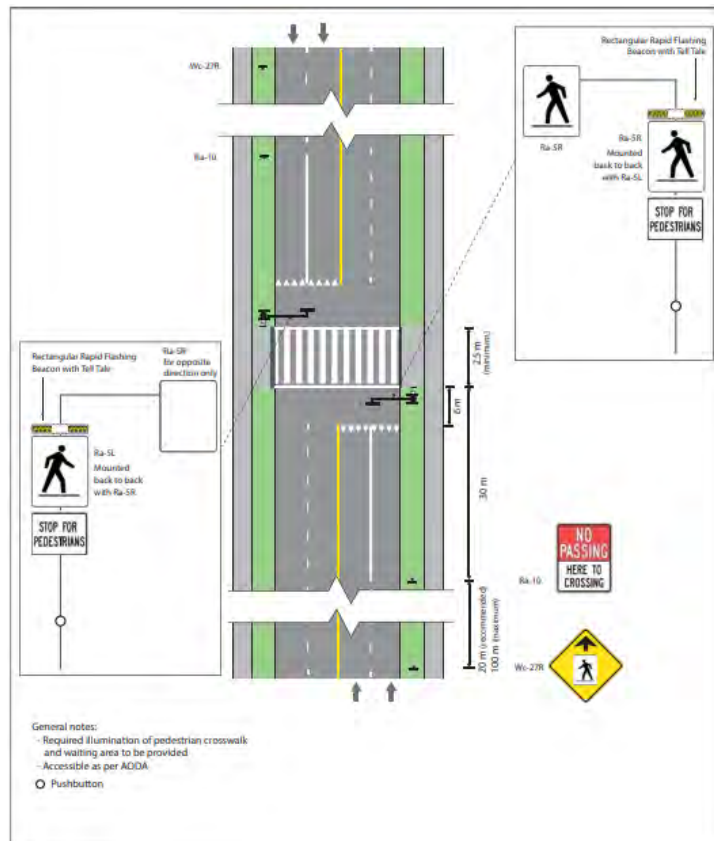 Wc-27R
Ra-10
Rectangular Rapid Flashing
Beacon with Tell Tale
Ra-5R
Ra-5R
Mounted
back to back
with Ra-5L
STOP FOR
PEDESTRIANS
Rectangular Rapid Flashing
Beacon with Tell Tale
Ra-5R
for opposite
direction only
Ra-5L
Mounted
back to back
with Ra-5R
STOP FOR
PEDESTRIANS
2.5 m
(minimum)
6 m
30 m
20 m (recommended)
100 m (maximum)
NO
PASSING
HERE TO
CROSSING
Ra-10
Wc-27R
General notes:
- Required illumination of pedestrian crosswalk
and waiting area to be provided
- Accessible as per AODA
Pushbutton